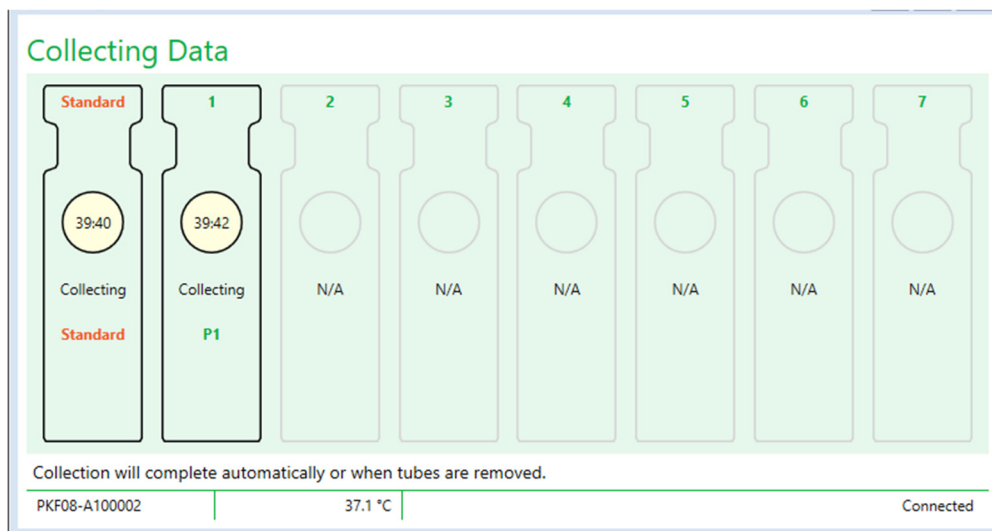 Collecting Data
Standard 1 2 3 4 5 6 7
39:40 39:42
Collecting Collecting N/A N/A N/A N/A N/A N/A
Standard P1
Collection will complete automatically or when tubes are removed.
PKF08-A100002 37.1 °C Connected